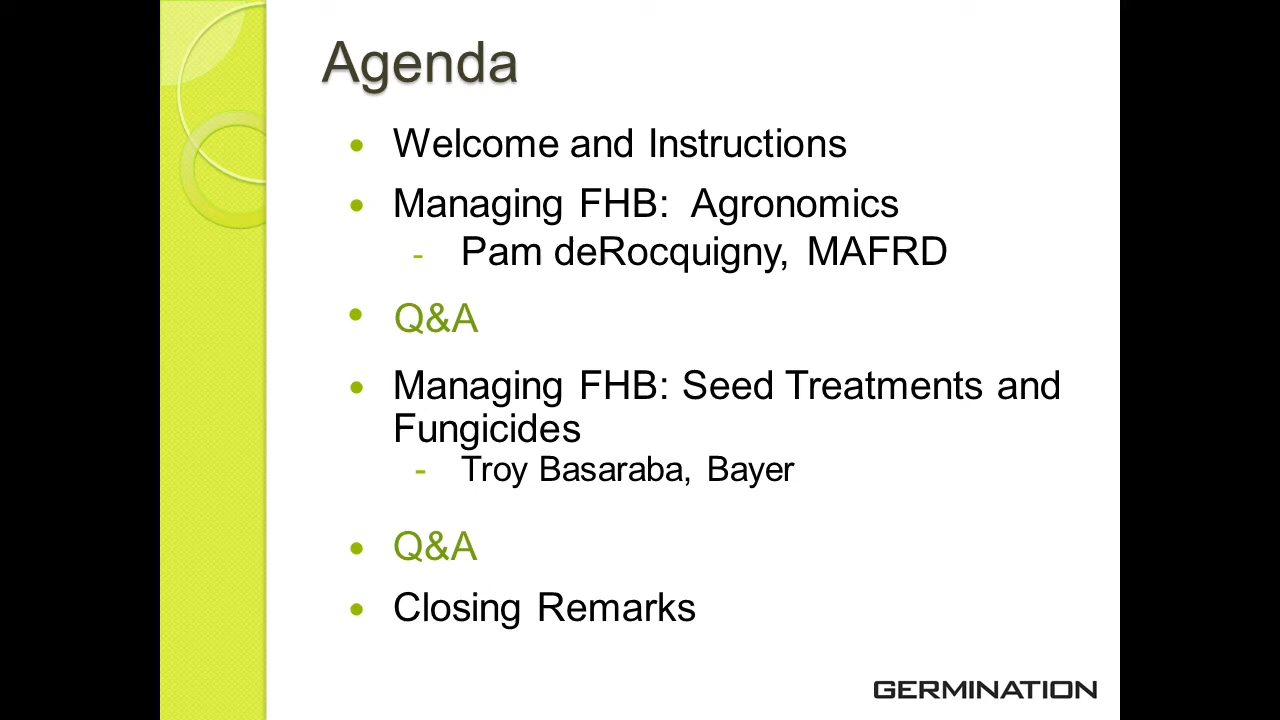 Agenda
• Welcome and Instructions
• Managing FHB:  Agronomics
- Pam deRocquigny, MAFRD
• Q&A
• Managing FHB: Seed Treatments and
Fungicides
- Troy Basaraba, Bayer
• Q&A
• Closing Remarks
GERMINATION